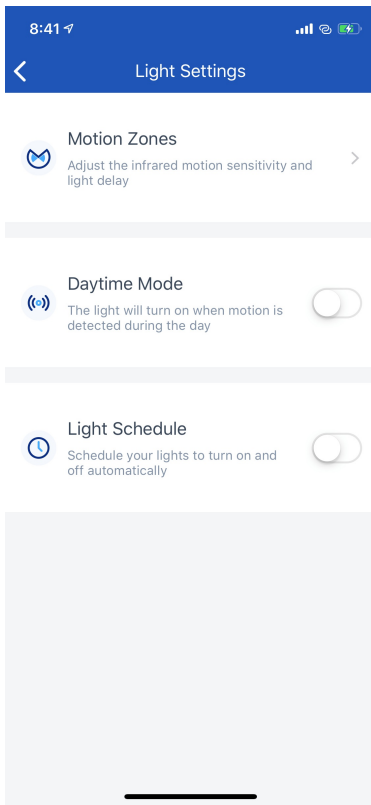 8:41
Light Settings
Motion Zones
Adjust the infrared motion sensitivity and
light delay
Daytime Mode
The light will turn on when motion is
detected during the day
Light Schedule
Schedule your lights to turn on and
off automatically